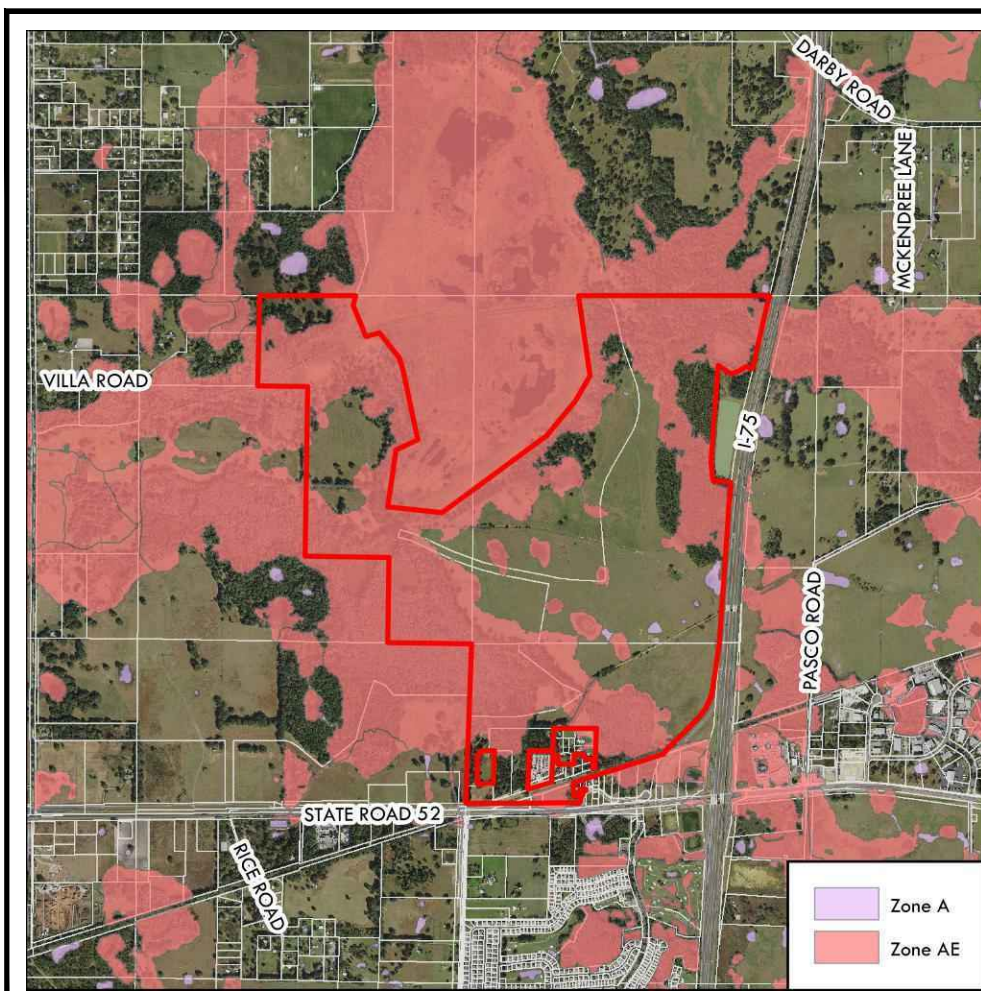 DARBY ROAD
MCKENDREE LANE
VILLA ROAD
I-75
PASCO ROAD
STATE ROAD 52
RICE ROAD
Zone A
Zone AE